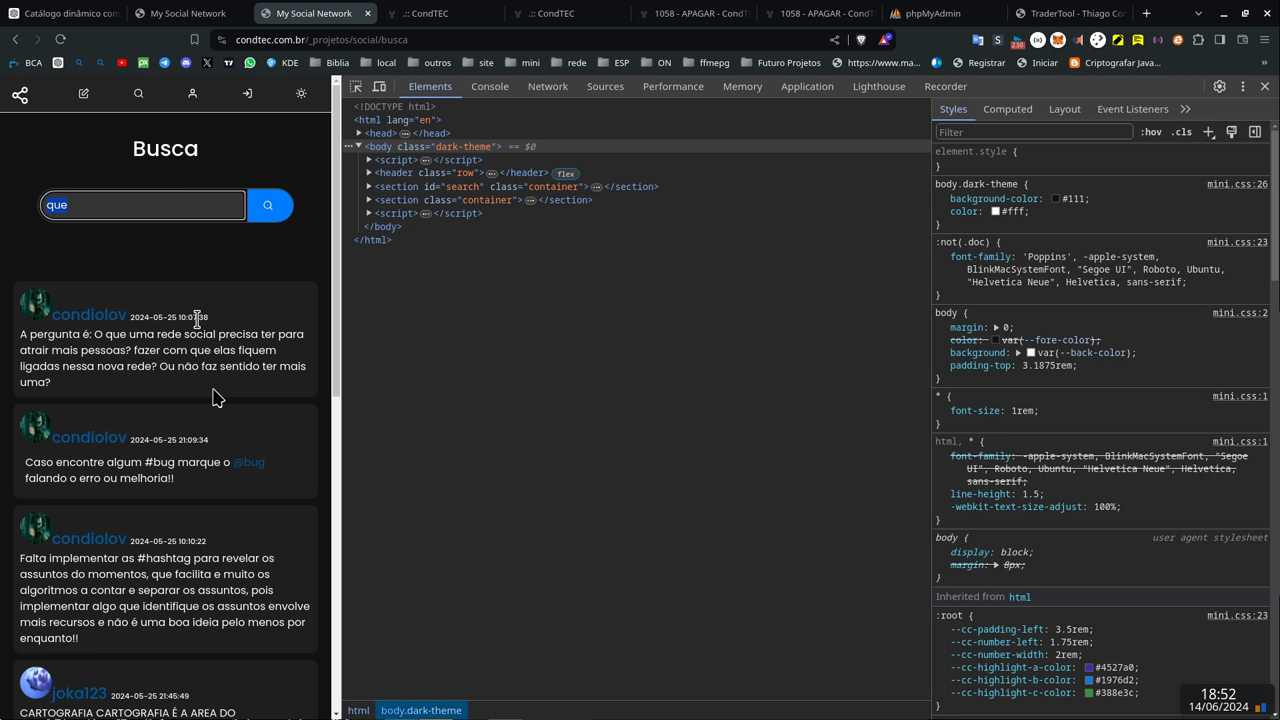 Catálogo dinâmico com
My Social Network
My Social Network
.:: CondTEC
.:: CondTEC
1058 - APAGAR - CondT
1058 - APAGAR - CondT
phpMyAdmin
TraderTool - Thiago Co
condtec.com.br/_projetos/social/busca
2.50
BCA
KDE
Biblia
local
outros
site
mini
rede
ESP
ON
ffmepg
Futuro Projetos
https://www.ma...
Registrar
Iniciar
Criptografar Java...
Busca
que
condiolov 2024-05-25 10:07:38
A pergunta é: O que uma rede social precisa ter para
atrair mais pessoas? fazer com que elas fiquem
ligadas nessa nova rede? Ou não faz sentido ter mais
uma?
condiolov 2024-05-25 21:09:34
Caso encontre algum #bug marque o @bug
falando o erro ou melhoria!!
condiolov 2024-05-25 10:10:22
Falta implementar as #hashtag para revelar os
assuntos do momentos, que facilita e muito os
algoritmos a contar e separar os assuntos, pois
implementar algo que identifique os assuntos envolve
mais recursos e não é uma boa ideia pelo menos por
enquanto!!
joka123 2024-05-25 21:45:49
CARTOGRAFIA CARTOGRAFIA É A AREA DO
Elements
Console
Network
Sources
Performance
Memory
Application
Lighthouse
Recorder
<!DOCTYPE html>
<html lang="en">
<head> </head>
<body class="dark-theme"> == $0
<script> </script>
<header class="row"> </header> flex
<section id="search" class="container"> </section>
<section class="container"> </section>
<script> </script>
</body>
</html>
html body.dark-theme
Styles
Computed
Layout
Event Listeners
Filter
:hov .cls
element.style {
}
body.dark-theme { mini.css:26
background-color: #111;
color: #fff;
}
:not(.doc) { mini.css:23
font-family: 'Poppins', -apple-system,
BlinkMacSystemFont, "Segoe UI", Roboto, Ubuntu,
"Helvetica Neue", Helvetica, sans-serif;
}
body { mini.css:2
margin: 0;
color: var(--fore-color);
background: var(--back-color);
padding-top: 3.1875rem;
}
* { mini.css:1
font-size: 1rem;
}
html, * { mini.css:1
font-family: -apple-system, BlinkMacSystemFont, "Segoe
UI", Roboto, Ubuntu, "Helvetica Neue", Helvetica,
sans-serif;
line-height: 1.5;
-webkit-text-size-adjust: 100%;
}
body { user agent stylesheet
display: block;
margin: 8px;
}
Inherited from html
:root { mini.css:23
--cc-padding-left: 3.5rem;
--cc-number-left: 1.75rem;
--cc-number-width: 2rem;
--cc-highlight-a-color: #4527a0;
--cc-highlight-b-color: #1976d2;
--cc-highlight-c-color: #388e3c;
}
18:52
14/06/2024